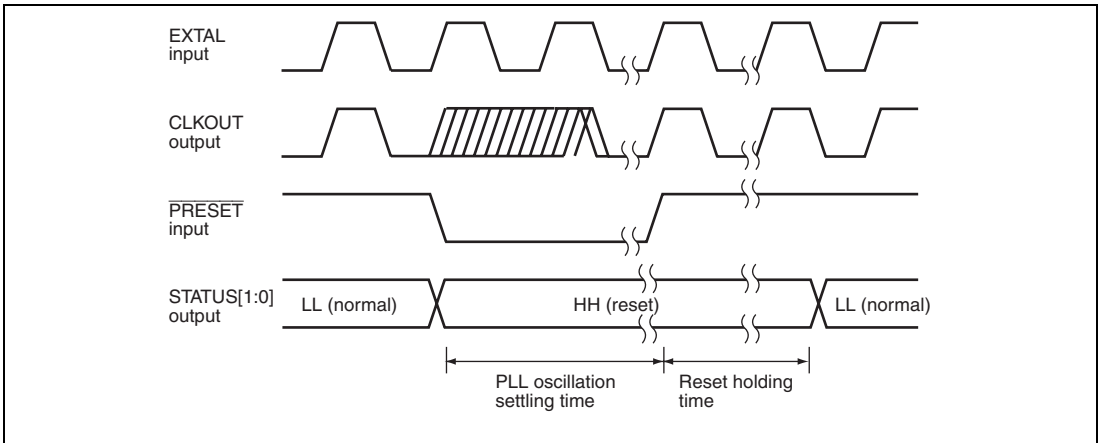 EXTAL
input
CLKOUT
output
PRESET
input
STATUS[1:0]
output
LL (normal)
HH (reset)
LL (normal)
PLL oscillation
settling time
Reset holding
time